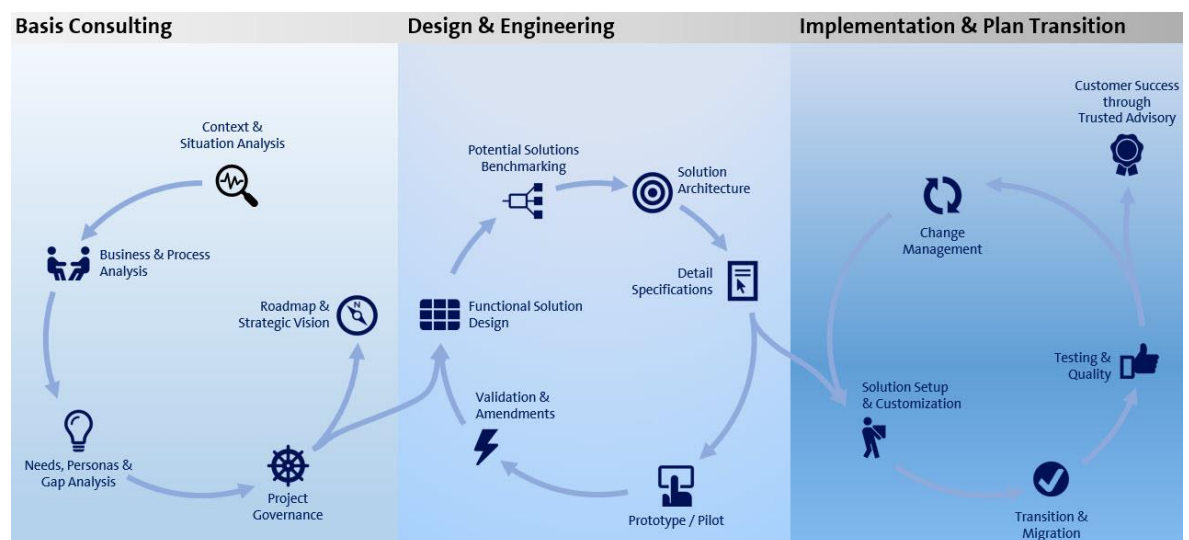 Basis Consulting
Context &
Situation Analysis
Business & Process
Analysis
Roadmap &
Strategic Vision
N
Needs, Personas &
Gap Analysis
Project
Governance
Design & Engineering
Potential Solutions
Benchmarking
Solution
Architecture
Detail
Specifications
Functional Solution
Design
Validation &
Amendments
Prototype / Pilot
Implementation & Plan Transition
Customer Success
through
Trusted Advisory
Change
Management
Testing &
Quality
Solution Setup
& Customization
Transition &
Migration